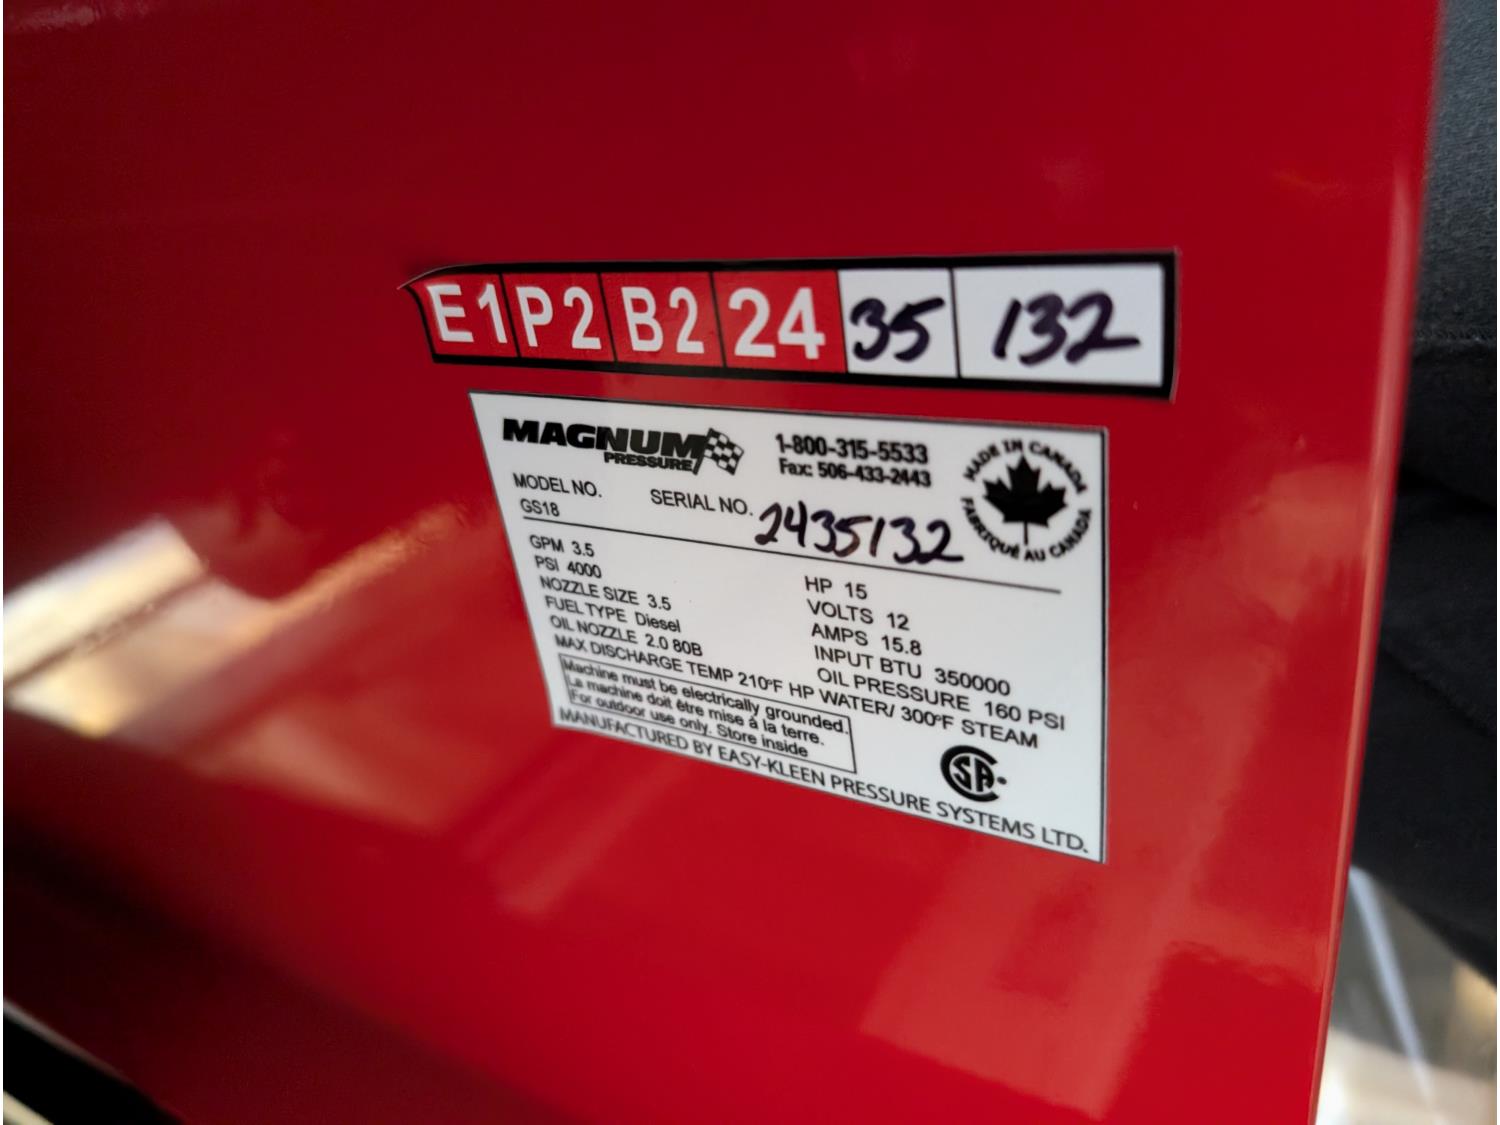 E1 P2 B2 24 35 132
MAGNUM
PRESSURE
1-800-315-5533
Fax: 506-433-2443
MADE IN CANADA
FABRIQUÉ AU CANADA
MODEL NO.
GS18
SERIAL NO. 2435132
GPM 3.5
PSI 4000
NOZZLE SIZE 3.5
FUEL TYPE Diesel
OIL NOZZLE 2.0 80B
HP 15
VOLTS 12
AMPS 15.8
INPUT BTU 350000
OIL PRESSURE 160 PSI
MAX DISCHARGE TEMP 210°F HP WATER/ 300°F STEAM
Machine must be electrically grounded.
La machine doit être mise à la terre.
For outdoor use only. Store inside
CSA
MANUFACTURED BY EASY-KLEEN PRESSURE SYSTEMS LTD.